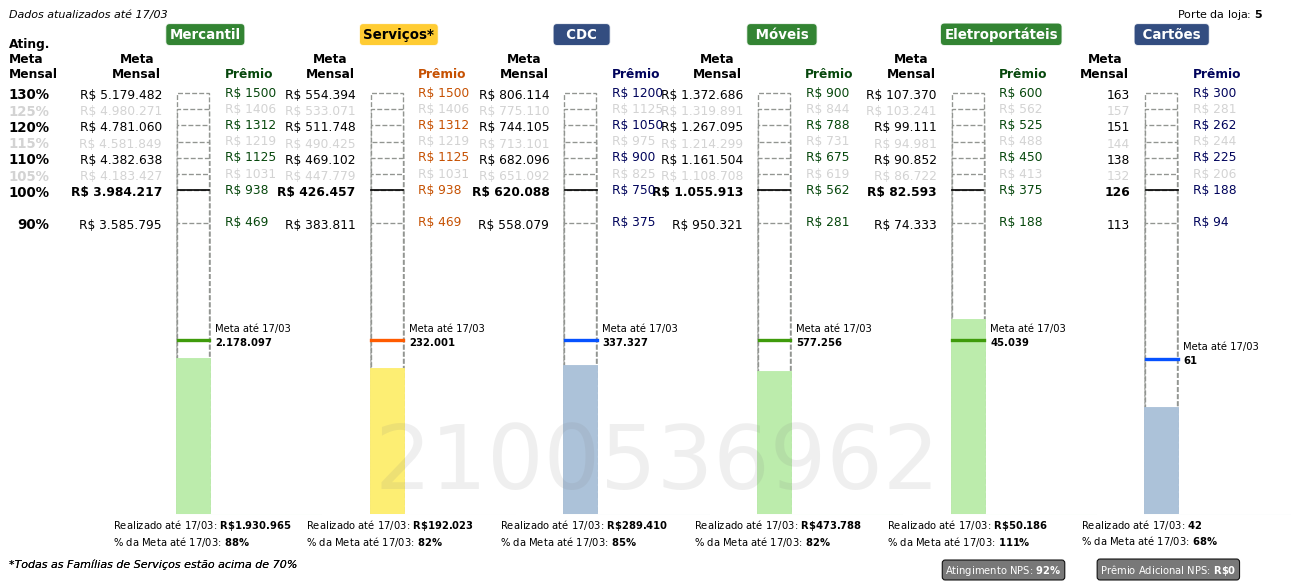 Dados atualizados até 17/03 Porte da loja: 5
Mercantil Serviços* CDC Móveis Eletroportáteis Cartões
Ating.
Meta Meta Meta Meta Meta Meta Meta
Mensal Mensal Prêmio Mensal Prêmio Mensal Prêmio Mensal Prêmio Mensal Prêmio Mensal Prêmio
130% R$ 5.179.482 R$ 1500 R$ 554.394 R$ 1500 R$ 806.114 R$ 1200 R$ 1.372.686 R$ 900 R$ 107.370 R$ 600 163 R$ 300
125% R$ 4.980.271 R$ 1406 R$ 533.071 R$ 1406 R$ 775.110 R$ 1125 R$ 1.319.891 R$ 844 R$ 103.241 R$ 562 157 R$ 281
120% R$ 4.781.060 R$ 1312 R$ 511.748 R$ 1312 R$ 744.105 R$ 1050 R$ 1.267.095 R$ 788 R$ 99.111 R$ 525 151 R$ 262
115% R$ 4.581.849 R$ 1219 R$ 490.425 R$ 1219 R$ 713.101 R$ 975 R$ 1.214.299 R$ 731 R$ 94.981 R$ 488 144 R$ 244
110% R$ 4.382.638 R$ 1125 R$ 469.102 R$ 1125 R$ 682.096 R$ 900 R$ 1.161.504 R$ 675 R$ 90.852 R$ 450 138 R$ 225
105% R$ 4.183.427 R$ 1031 R$ 447.779 R$ 1031 R$ 651.092 R$ 825 R$ 1.108.708 R$ 619 R$ 86.722 R$ 413 132 R$ 206
100% R$ 3.984.217 R$ 938 R$ 426.457 R$ 938 R$ 620.088 R$ 750 R$ 1.055.913 R$ 562 R$ 82.593 R$ 375 126 R$ 188
90% R$ 3.585.795 R$ 469 R$ 383.811 R$ 469 R$ 558.079 R$ 375 R$ 950.321 R$ 281 R$ 74.333 R$ 188 113 R$ 94
Meta até 17/03 Meta até 17/03 Meta até 17/03 Meta até 17/03 Meta até 17/03
2.178.097 232.001 337.327 577.256 45.039
Meta até 17/03
61
2100536962
Realizado até 17/03: R$1.930.965 Realizado até 17/03: R$192.023 Realizado até 17/03: R$289.410 Realizado até 17/03: R$473.788 Realizado até 17/03: R$50.186 Realizado até 17/03: 42
% da Meta até 17/03: 88% % da Meta até 17/03: 82% % da Meta até 17/03: 85% % da Meta até 17/03: 82% % da Meta até 17/03: 111% % da Meta até 17/03: 68%
*Todas as Famílias de Serviços estão acima de 70% Atingimento NPS: 92% Prêmio Adicional NPS: R$0